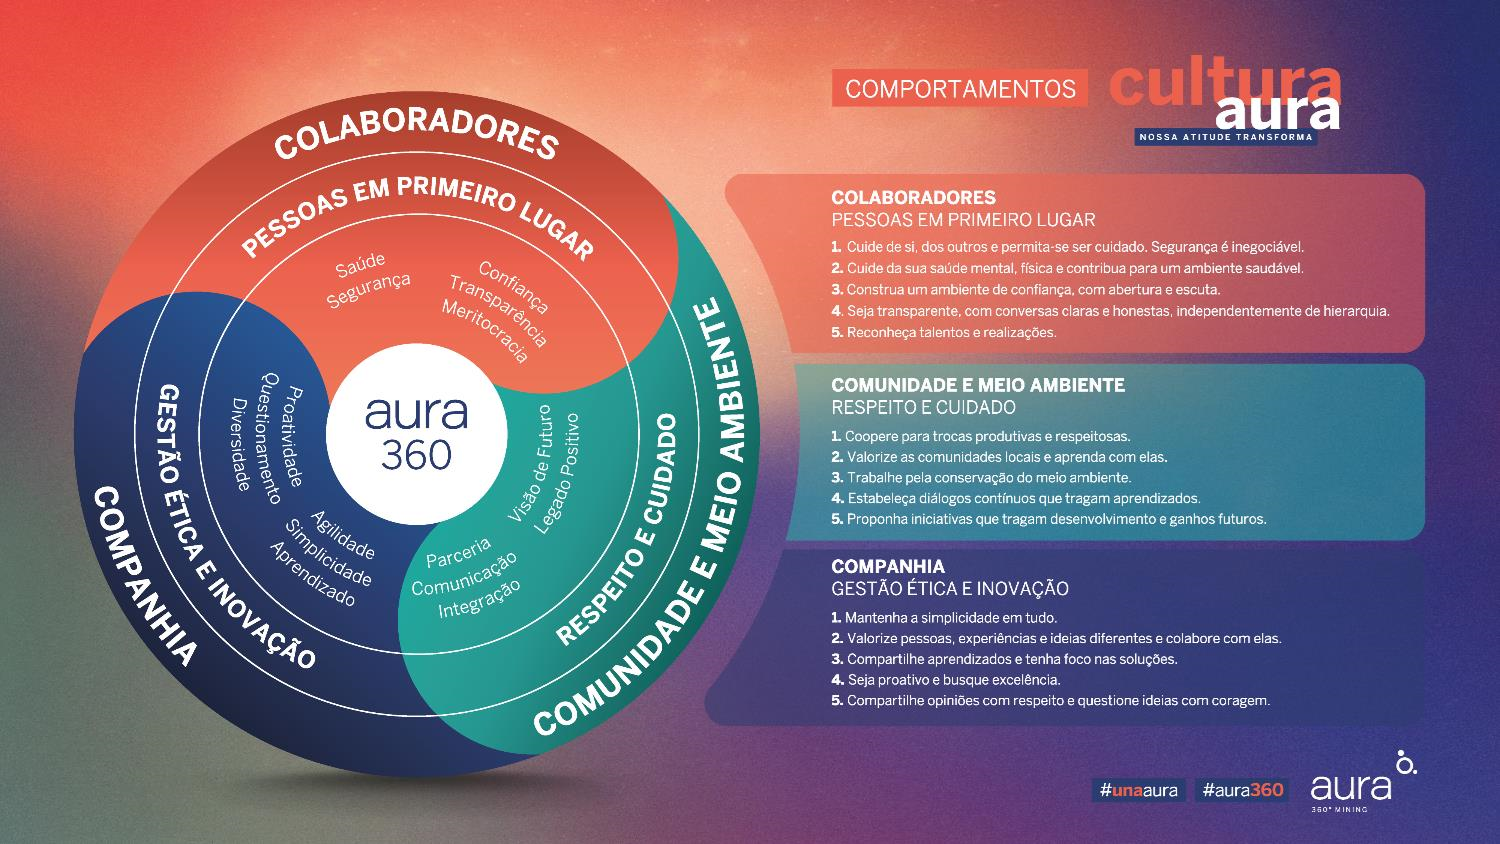 COMPORTAMENTOS
cultura
aura
NOSSA ATITUDE TRANSFORMA
COLABORADORES
PESSOAS EM PRIMEIRO LUGAR
Saúde
Segurança
Confiança
Transparência
Meritocracia
COMUNIDADE E MEIO AMBIENTE
RESPEITO E CUIDADO
Visão de Futuro
Legado Positivo
Parceria
Comunicação
Integração
COMPANHIA
GESTÃO ÉTICA E INOVAÇÃO
Proatividade
Questionamento
Diversidade
Agilidade
Simplicidade
Aprendizado
aura
360
COLABORADORES
PESSOAS EM PRIMEIRO LUGAR
1. Cuide de si, dos outros e permita-se ser cuidado. Segurança é inegociável.
2. Cuide da sua saúde mental, física e contribua para um ambiente saudável.
3. Construa um ambiente de confiança, com abertura e escuta.
4. Seja transparente, com conversas claras e honestas, independentemente de hierarquia.
5. Reconheça talentos e realizações.
COMUNIDADE E MEIO AMBIENTE
RESPEITO E CUIDADO
1. Coopere para trocas produtivas e respeitosas.
2. Valorize as comunidades locais e aprenda com elas.
3. Trabalhe pela conservação do meio ambiente.
4. Estabeleça diálogos contínuos que tragam aprendizados.
5. Proponha iniciativas que tragam desenvolvimento e ganhos futuros.
COMPANHIA
GESTÃO ÉTICA E INOVAÇÃO
1. Mantenha a simplicidade em tudo.
2. Valorize pessoas, experiências e ideias diferentes e colabore com elas.
3. Compartilhe aprendizados e tenha foco nas soluções.
4. Seja proativo e busque excelência.
5. Compartilhe opiniões com respeito e questione ideias com coragem.
#unaaura
#aura360
aura
360° MINING